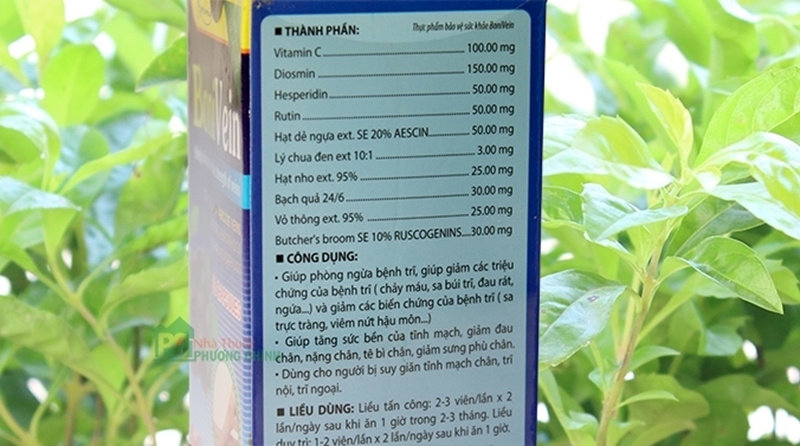 BoniVein
■ THÀNH PHẦN: Thực phẩm bảo vệ sức khỏe BoniVein
Vitamin C 100.00 mg
Diosmin 150.00 mg
Hesperidin 50.00 mg
Rutin 50.00 mg
Hạt dẻ ngựa ext. SE 20% AESCIN 50.00 mg
Lý chua đen ext 10:1 3.00 mg
Hạt nho ext. 95% 25.00 mg
Bạch quả 24/6 30.00 mg
Vỏ thông ext. 95% 25.00 mg
Butcher's broom SE 10% RUSCOGENINS 30.00 mg
■ CÔNG DỤNG:
• Giúp phòng ngừa bệnh trĩ, giúp giảm các triệu
chứng của bệnh trĩ ( chảy máu, sa búi trĩ, đau rát,
ngứa...) và giảm các biến chứng của bệnh trĩ ( sa
trực tràng, viêm nứt hậu môn...)
• Giúp tăng sức bền của tĩnh mạch, giảm đau
chân, nặng chân, tê bì chân, giảm sưng phù chân.
• Dùng cho người bị suy giãn tĩnh mạch chân, trĩ
nội, trĩ ngoại.
■ LIỀU DÙNG: Liều tấn công: 2-3 viên/lần x 2
lần/ngày sau khi ăn 1 giờ trong 2-3 tháng. Liều
duy trì: 1-2 viên/lần x 2 lần/ngày sau khi ăn 1 giờ.
Nhà Thuốc
PHƯƠNG CHÍNH